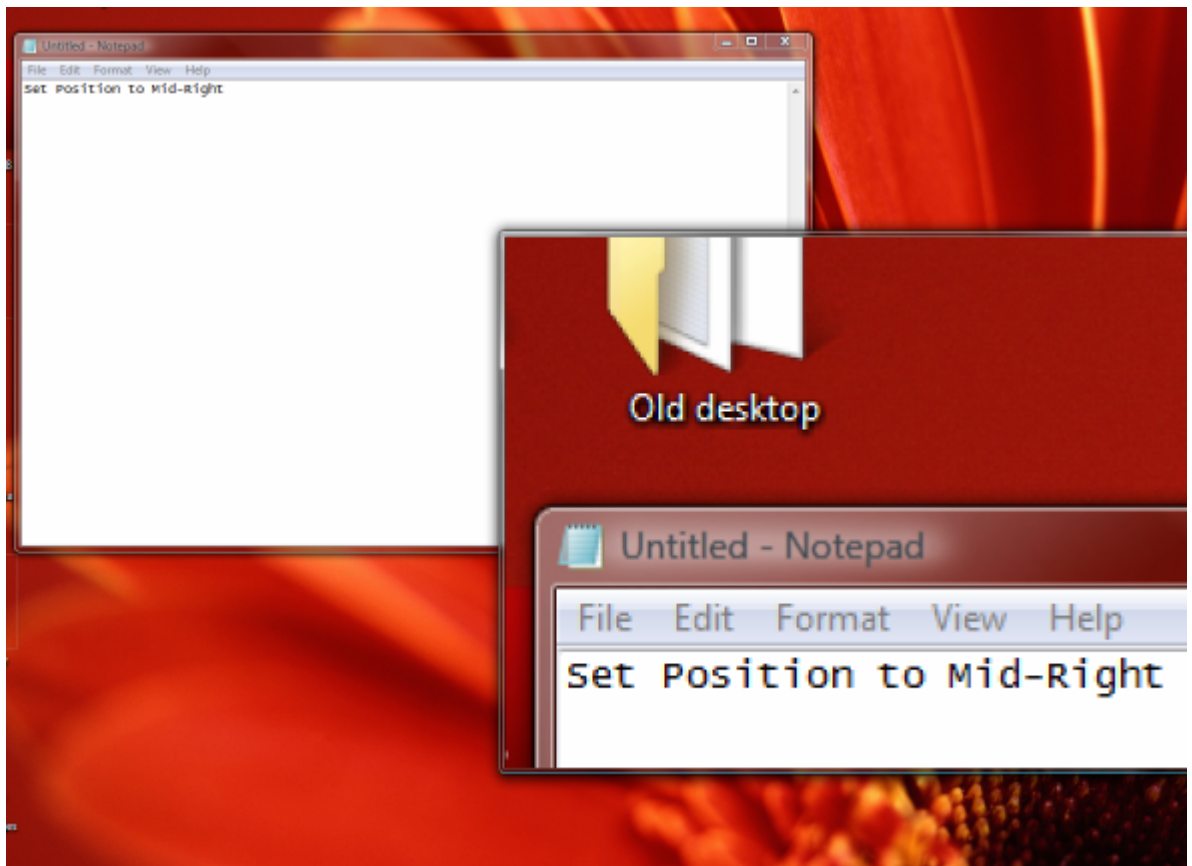 Untitled - Notepad
File Edit Format View Help
Set Position to Mid-Right
Old desktop
Untitled - Notepad
File Edit Format View Help
Set Position to Mid-Right